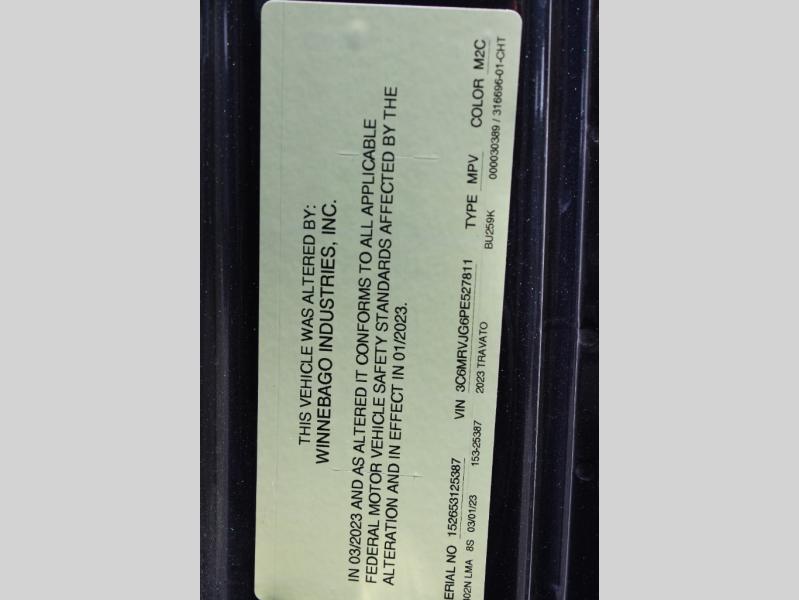 THIS VEHICLE WAS ALTERED BY:
WINNEBAGO INDUSTRIES, INC.
IN 03/2023 AND AS ALTERED IT CONFORMS TO ALL APPLICABLE
FEDERAL MOTOR VEHICLE SAFETY STANDARDS AFFECTED BY THE
ALTERATION AND IN EFFECT IN 01/2023.
ERIAL NO 152653125387 VIN 3C6MRVJG6PE527811 TYPE MPV COLOR M2C
02N LMA 8S 03/01/23 153-25387 2023 TRAVATO BU259K 000030389 / 316696-01-CHT